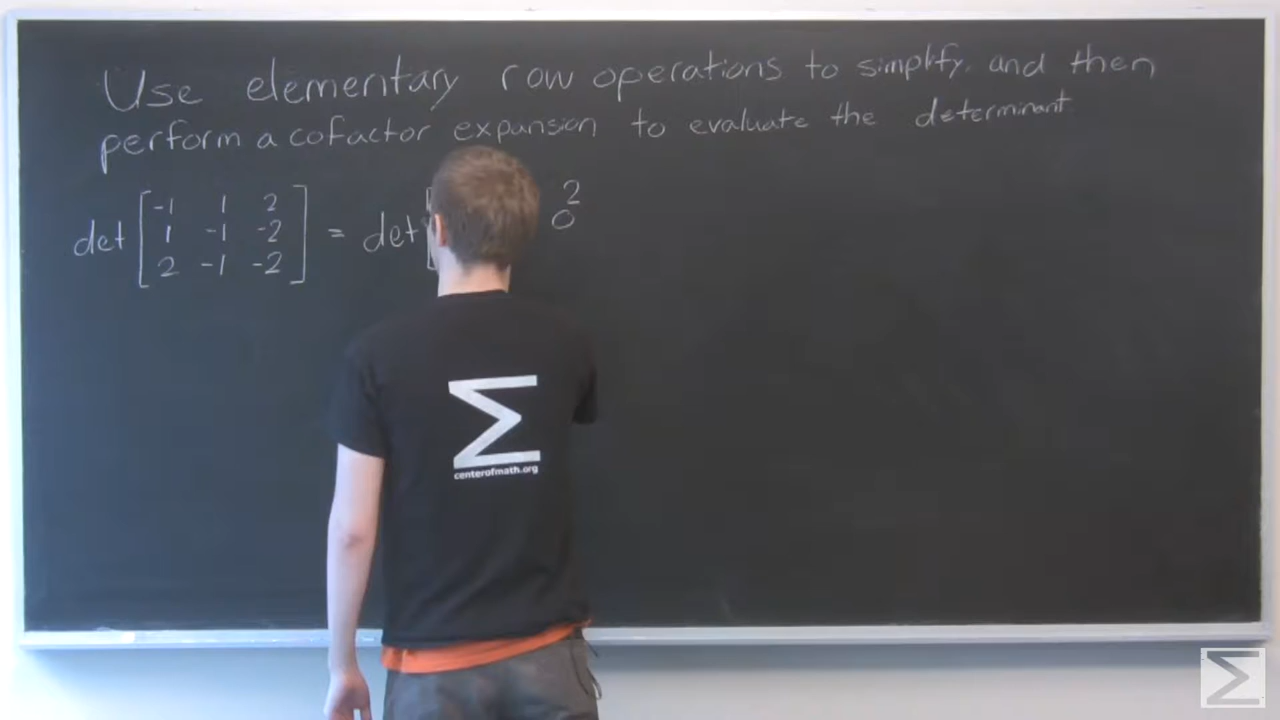 Use elementary row operations to simplify, and then
perform a cofactor expansion to evaluate the determinant
det [ -1 1 2 = det [ 2
1 -1 -2 0
2 -1 -2 ]
Σ
centerofmath.org
Σ